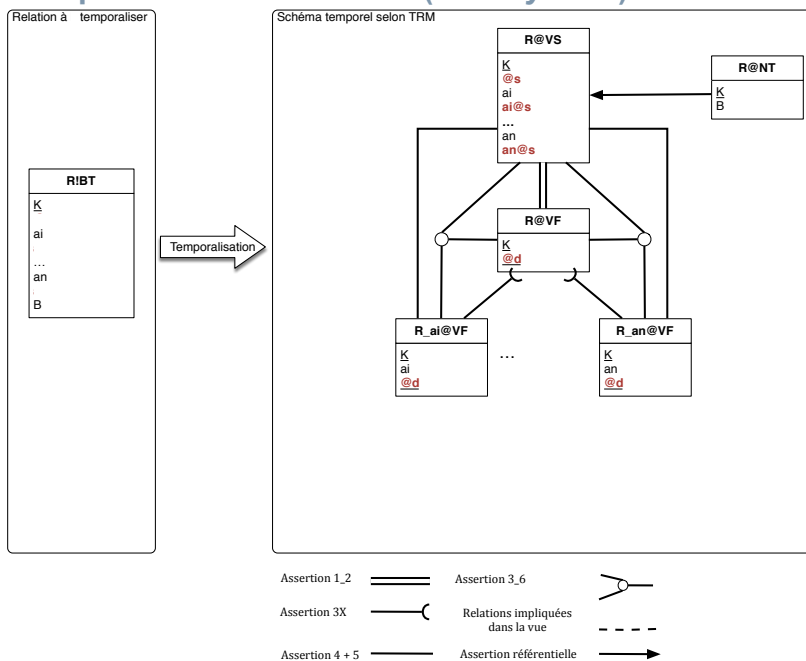 Relation à temporaliser
Schéma temporel selon TRM
R@VS
K
@s
ai
ai@s
...
an
an@s
R@NT
K
B
R!BT
K
ai
...
an
B
Temporalisation
R@VF
K
@d
R_ai@VF
K
ai
@d
...
R_an@VF
K
an
@d
Assertion 1_2
Assertion 3_6
Assertion 3X
Relations impliquées
dans la vue
Assertion 4 + 5
Assertion référentielle